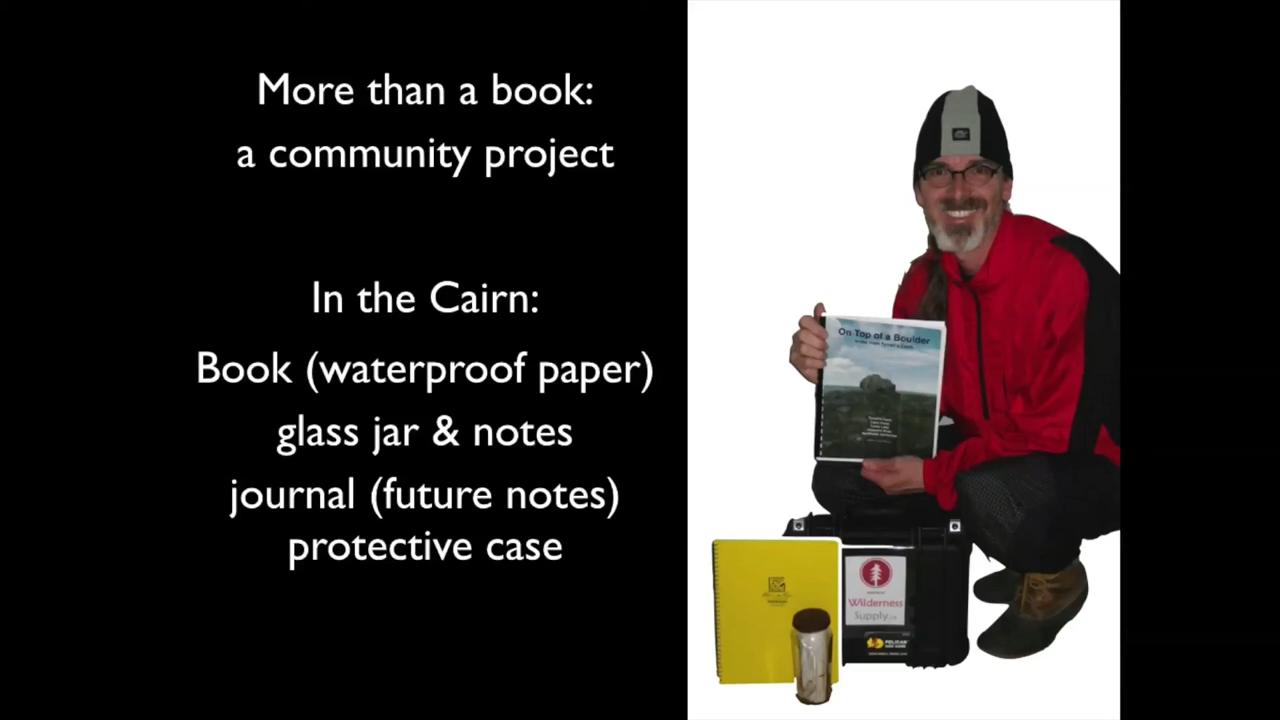 More than a book:
a community project
In the Cairn:
Book (waterproof paper)
glass jar & notes
journal (future notes)
protective case
On Top of a Boulder
Wilderness
Supply
PELICAN